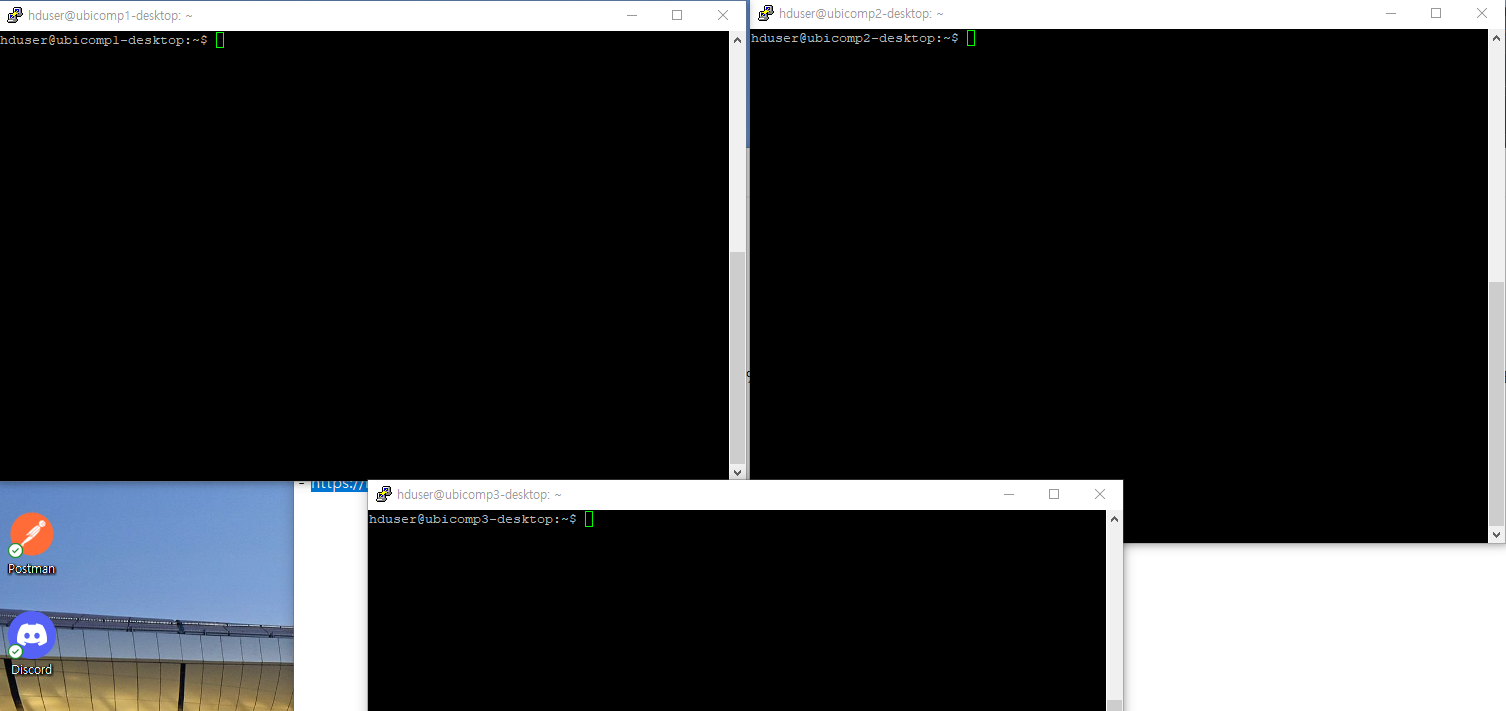 hduser@ubicomp1-desktop: ~
hduser@ubicomp1-desktop:~$
hduser@ubicomp2-desktop: ~
hduser@ubicomp2-desktop:~$
- https://
hduser@ubicomp3-desktop: ~
hduser@ubicomp3-desktop:~$
Postman
Discord